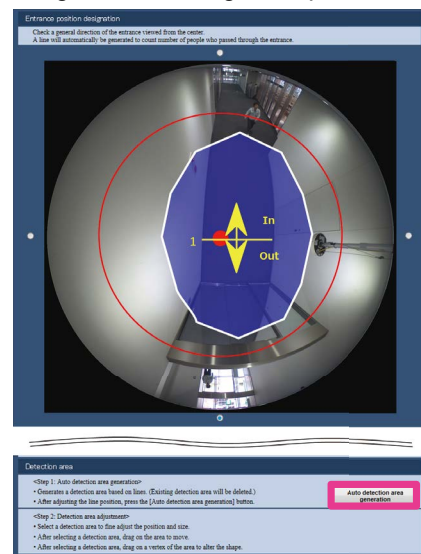 Entrance position designation
Check a general direction of the entrance viewed from the center.
A line will automatically be generated to count number of people who passed through the entrance.
In
1
Out
Detection area
<Step 1: Auto detection area generation>
• Generates a detection area based on lines. (Existing detection area will be deleted.)
• After adjusting the line position, press the [Auto detection area generation] button.
Auto detection area
generation
<Step 2: Detection area adjustment>
• Select a detection area to fine adjust the position and size.
• After selecting a detection area, drag on the area to move.
• After selecting a detection area, drag on a vertex of the area to alter the shape.